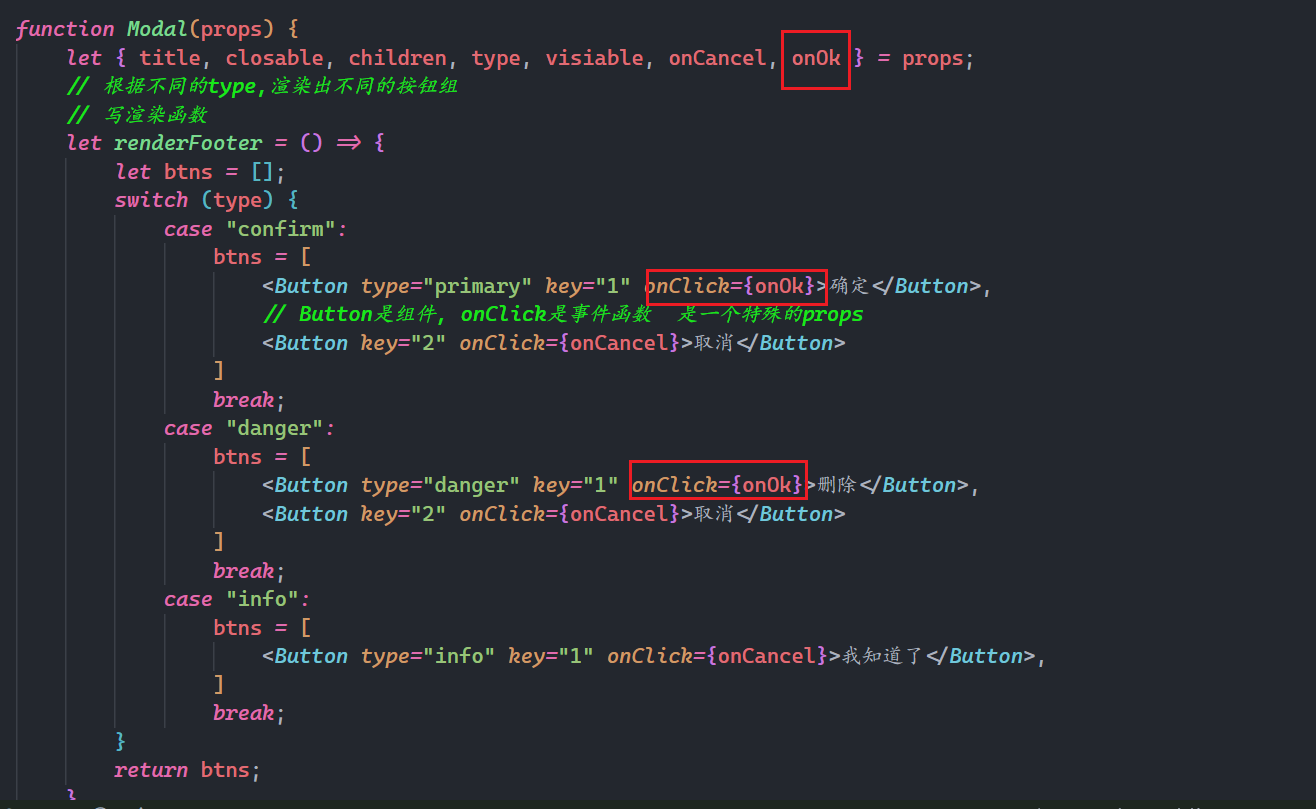 function Modal(props) {
let { title, closable, children, type, visiable, onCancel, onOk } = props;
// 根据不同的type,渲染出不同的按钮组
// 写渲染函数
let renderFooter = () => {
let btns = [];
switch (type) {
case "confirm":
btns = [
<Button type="primary" key="1" onClick={onOk}>确定</Button>,
// Button是组件, onClick是事件函数  是一个特殊的props
<Button key="2" onClick={onCancel}>取消</Button>
]
break;
case "danger":
btns = [
<Button type="danger" key="1" onClick={onOk}>删除</Button>,
<Button key="2" onClick={onCancel}>取消</Button>
]
break;
case "info":
btns = [
<Button type="info" key="1" onClick={onCancel}>我知道了</Button>,
]
break;
}
return btns;
}